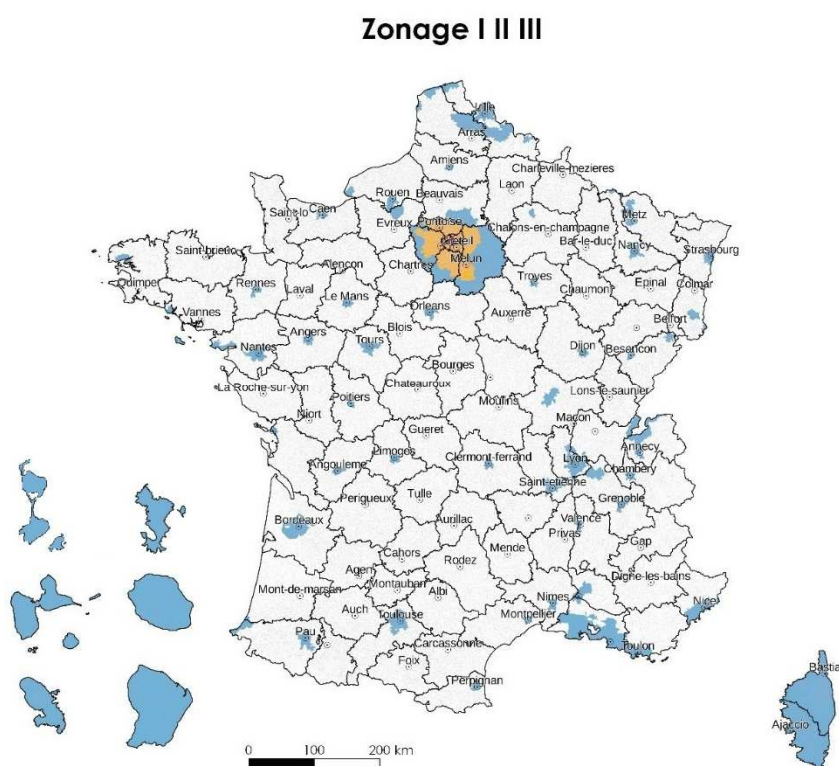 Zonage I II III
Lille
Arras
Amiens
Charleville-mezieres
Rouen
Beauvais
Laon
Saint-lo
Caen
Evreux
Pontoise
Metz
Chalons-en-champagne
Creteil
Bar-le-duc
Nancy
Strasbourg
Saint-brieuc
Alençon
Chartres
Melun
Quimper
Rennes
Laval
Le Mans
Troyes
Chaumont
Epinal
Colmar
Vannes
Orleans
Auxerre
Belfort
Angers
Blois
Nantes
Tours
Dijon
Besancon
Bourges
La Roche-sur-yon
Chateauroux
Poitiers
Moulins
Lons-le-saunier
Niort
Macon
Gueret
Annecy
Limoges
Angouleme
Clermont-ferrand
Lyon
Chambery
Saint-etienne
Perigueux
Tulle
Grenoble
Bordeaux
Aurillac
Valence
Privas
Cahors
Mende
Gap
Agen
Rodez
Digne-les-bains
Mont-de-marsan
Montauban
Albi
Nimes
Nice
Auch
Toulouse
Montpellier
Pau
Toulon
Carcassonne
Foix
Bastia
Perpignan
Ajaccio
0 100 200 km